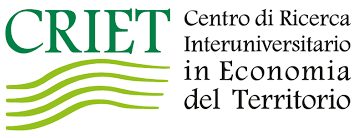 CRIET
Centro di Ricerca
Interuniversitario
in Economia
del Territorio